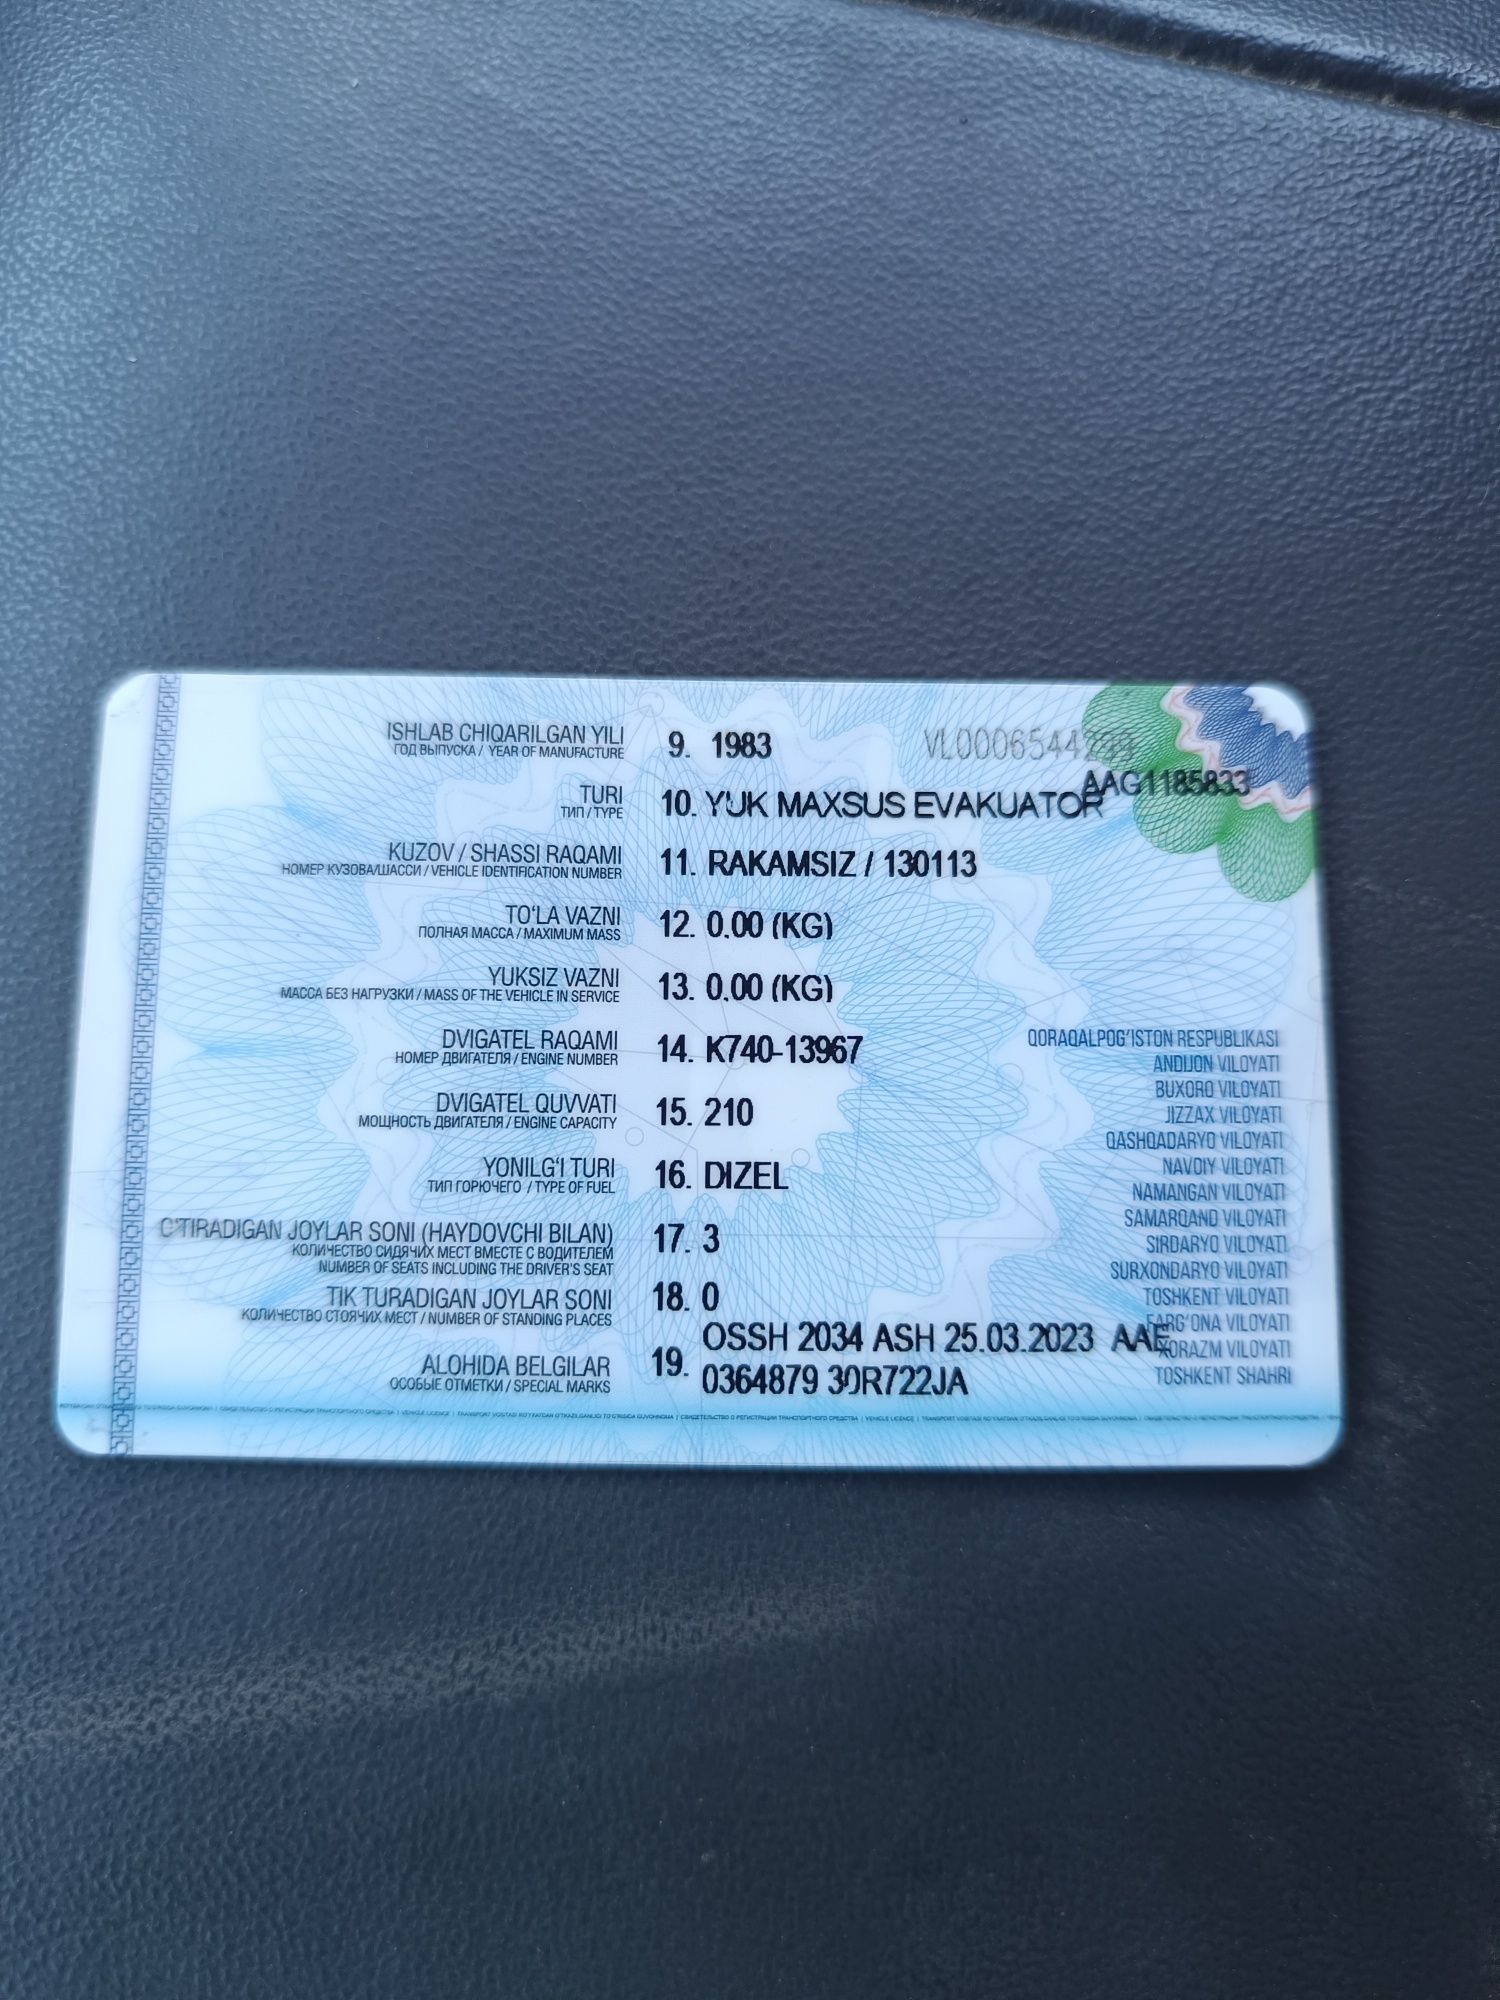 ISHLAB CHIQARILGAN YILI
ГОД ВЫПУСКА / YEAR OF MANUFACTURE
9. 1983
VL0006544
AAG1185833
TURI
ТИП / TYPE
10. YUK MAXSUS EVAKUATOR
KUZOV / SHASSI RAQAMI
НОМЕР КУЗОВА/ШАССИ / VEHICLE IDENTIFICATION NUMBER
11. RAKAMSIZ / 130113
TO'LA VAZNI
ПОЛНАЯ МАССА / MAXIMUM MASS
12. 0.00 (KG)
YUKSIZ VAZNI
МАССА БЕЗ НАГРУЗКИ / MASS OF THE VEHICLE IN SERVICE
13. 0.00 (KG)
DVIGATEL RAQAMI
НОМЕР ДВИГАТЕЛЯ / ENGINE NUMBER
14. K740-13967
DVIGATEL QUVVATI
МОЩНОСТЬ ДВИГАТЕЛЯ / ENGINE CAPACITY
15. 210
YONILG'I TURI
ТИП ГОРЮЧЕГО / TYPE OF FUEL
16. DIZEL
O'TIRADIGAN JOYLAR SONI (HAYDOVCHI BILAN)
КОЛИЧЕСТВО СИДЯЧИХ МЕСТ ВМЕСТЕ С ВОДИТЕЛЕМ
NUMBER OF SEATS INCLUDING THE DRIVER'S SEAT
17. 3
TIK TURADIGAN JOYLAR SONI
КОЛИЧЕСТВО СТОЯЧИХ МЕСТ / NUMBER OF STANDING PLACES
18. 0
ALOHIDA BELGILAR
ОСОБЫЕ ОТМЕТКИ / SPECIAL MARKS
19. OSSH 2034 ASH 25.03.2023 AAE
0364879 30R722JA
QORAQALPOG'ISTON RESPUBLIKASI
ANDIJON VILOYATI
BUXORO VILOYATI
JIZZAX VILOYATI
QASHQADARYO VILOYATI
NAVOIY VILOYATI
NAMANGAN VILOYATI
SAMARQAND VILOYATI
SIRDARYO VILOYATI
SURXONDARYO VILOYATI
TOSHKENT VILOYATI
FARG'ONA VILOYATI
XORAZM VILOYATI
TOSHKENT SHAHRI